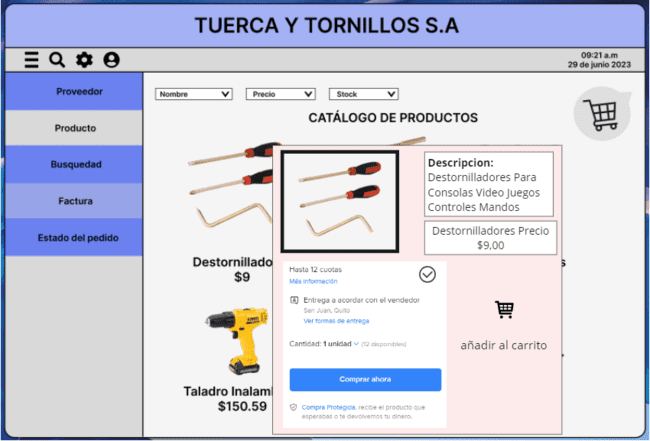 TUERCA Y TORNILLOS S.A
09:21 a.m
29 de junio 2023
Proveedor
Producto
Busquedad
Factura
Estado del pedido
Nombre
Precio
Stock
CATÁLOGO DE PRODUCTOS
Destornillado
$9
Taladro Inalam
$150.59
Descripcion:
Destornilladores Para
Consolas Video Juegos
Controles Mandos
Destornilladores Precio
$9,00
Hasta 12 cuotas
Más información
Entrega a acordar con el vendedor
San Juan, Quito
Ver formas de entrega
Cantidad: 1 unidad (12 disponibles)
Comprar ahora
Compra Protegida, recibe el producto que
esperabas o te devolvemos tu dinero.
añadir al carrito